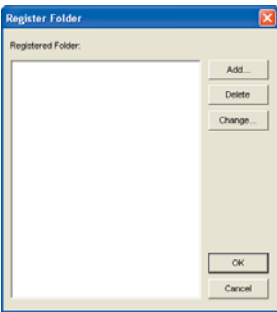 Register Folder
Registered Folder:
Add...
Delete
Change...
OK
Cancel